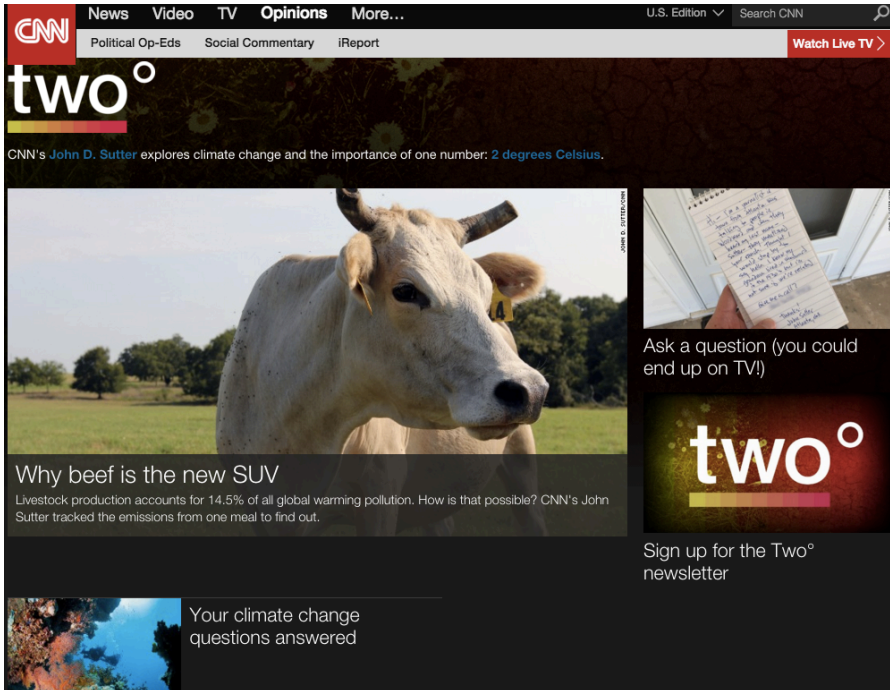 CNN
News Video TV Opinions More...
U.S. Edition
Search CNN
Political Op-Eds Social Commentary iReport
Watch Live TV
two°
CNN's John D. Sutter explores climate change and the importance of one number: 2 degrees Celsius.
JOHN D. SUTTER/CNN
4
Why beef is the new SUV
Livestock production accounts for 14.5% of all global warming pollution. How is that possible? CNN's John
Sutter tracked the emissions from one meal to find out.
Ask a question (you could
end up on TV!)
two°
Sign up for the Two°
newsletter
Your climate change
questions answered